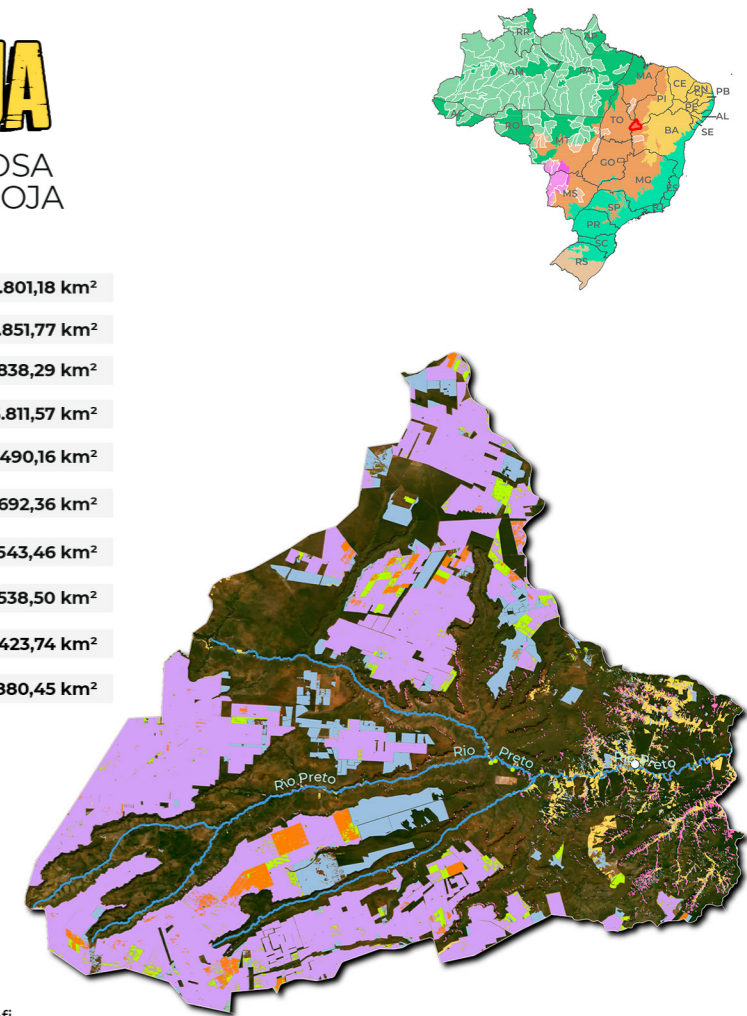 RR
AP
AM
PA
MA
CE
RN
PB
PI
PE
AL
AC
TO
SE
RO
BA
MT
GO
MG
MS
ES
SP
RJ
PR
SC
RS
OSA
OJA
.801,18 km²
.851,77 km²
838,29 km²
.811,57 km²
490,16 km²
692,36 km²
543,46 km²
538,50 km²
423,74 km²
380,45 km²
Rio Preto
Rio Preto
Rio Preto